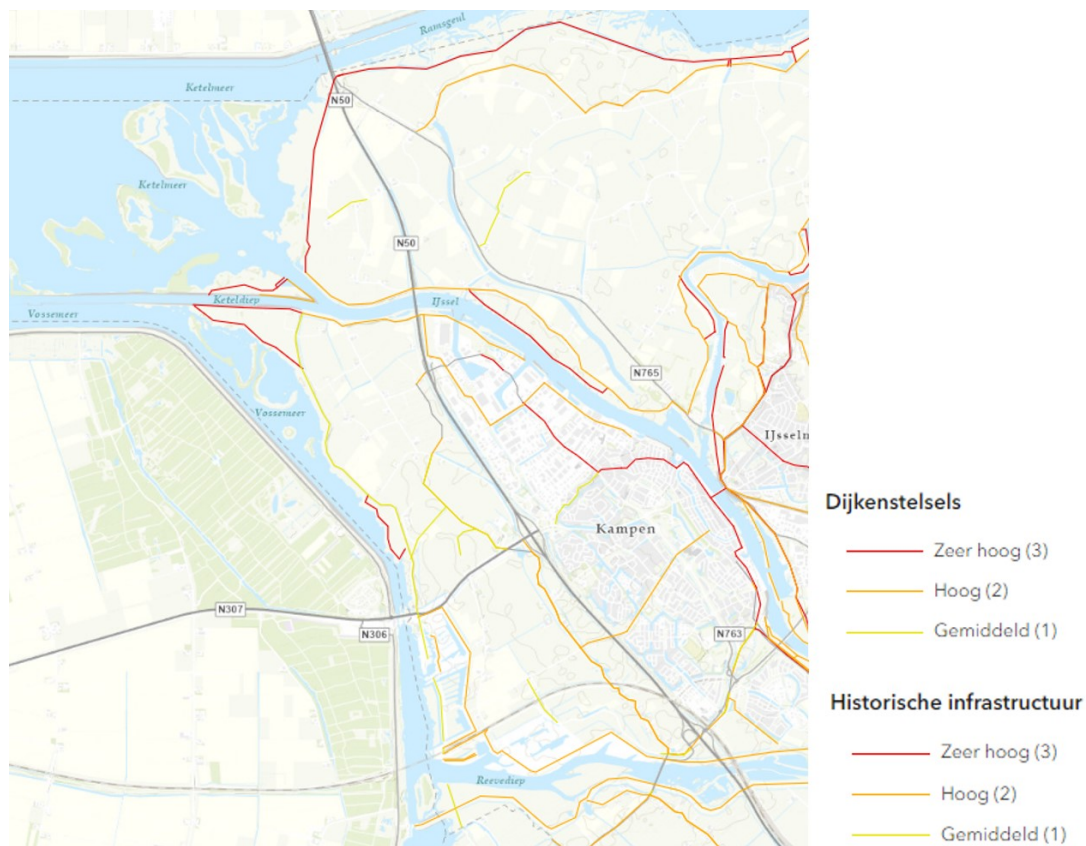 Ramsgeul
Ketelmeer
N50
Ketelmeer
N50
Keteldiep
IJssel
Vossemeer
N765
Vossemeer
IJsseln
Dijkenstelsels
Kampen
Zeer hoog (3)
Hoog (2)
N307
N306
N763
Gemiddeld (1)
Historische infrastructuur
Zeer hoog (3)
Reevediep
Hoog (2)
Gemiddeld (1)